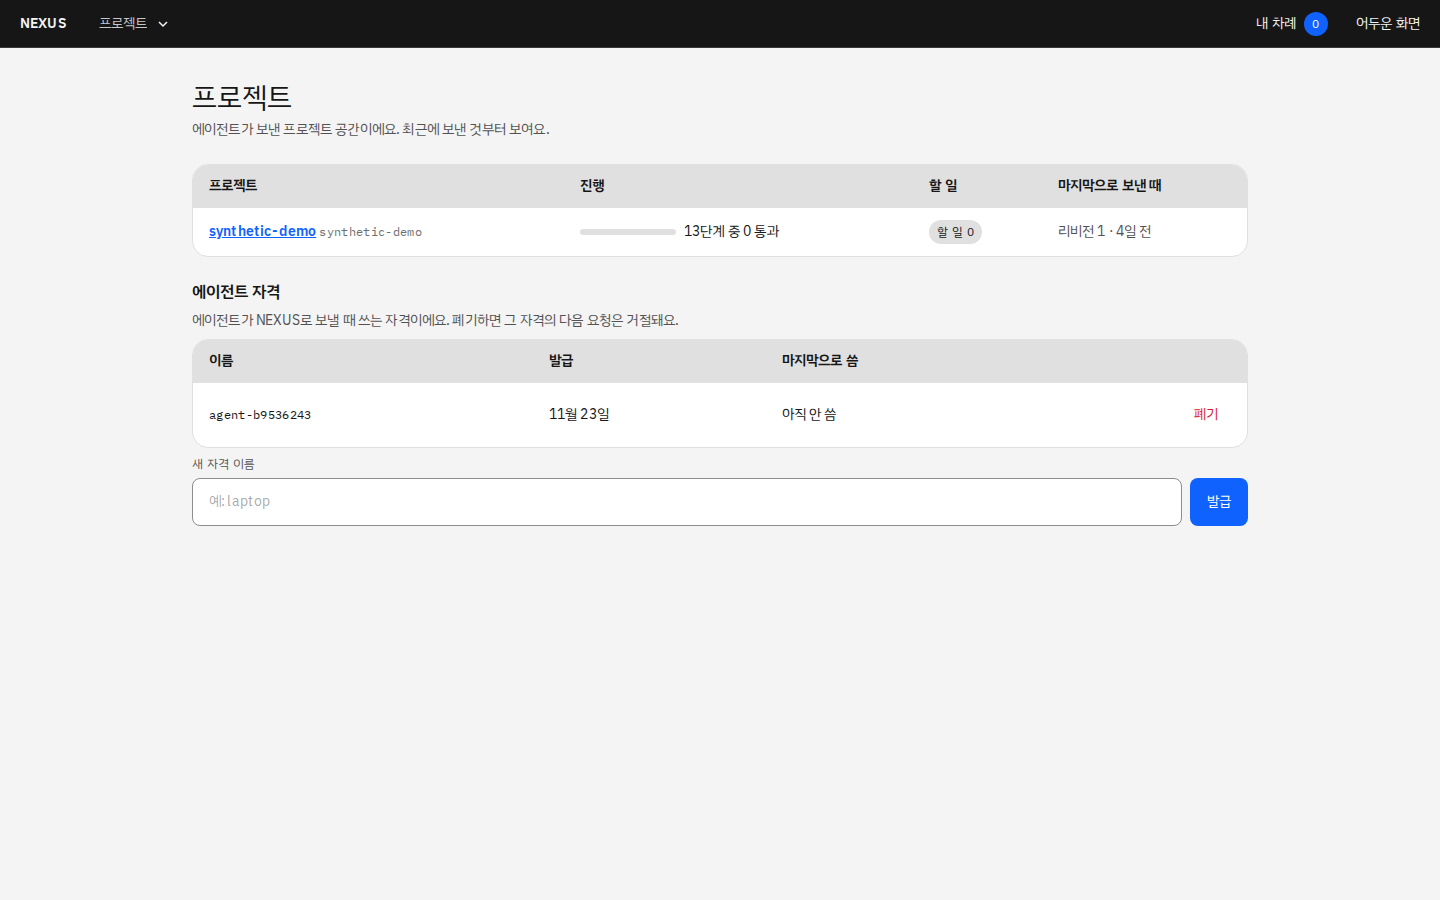 NEXUS 프로젝트 내 차례 0 어두운 화면
프로젝트
에이전트가 보낸 프로젝트 공간이에요. 최근에 보낸 것부터 보여요.
프로젝트 진행 할 일 마지막으로 보낸 때
synthetic-demo synthetic-demo 13단계 중 0 통과 할 일 0 리비전 1 · 4일 전
에이전트 자격
에이전트가 NEXUS로 보낼 때 쓰는 자격이에요. 폐기하면 그 자격의 다음 요청은 거절돼요.
이름 발급 마지막으로 씀
agent-b9536243 11월 23일 아직 안 씀 폐기
새 자격 이름
예: laptop 발급